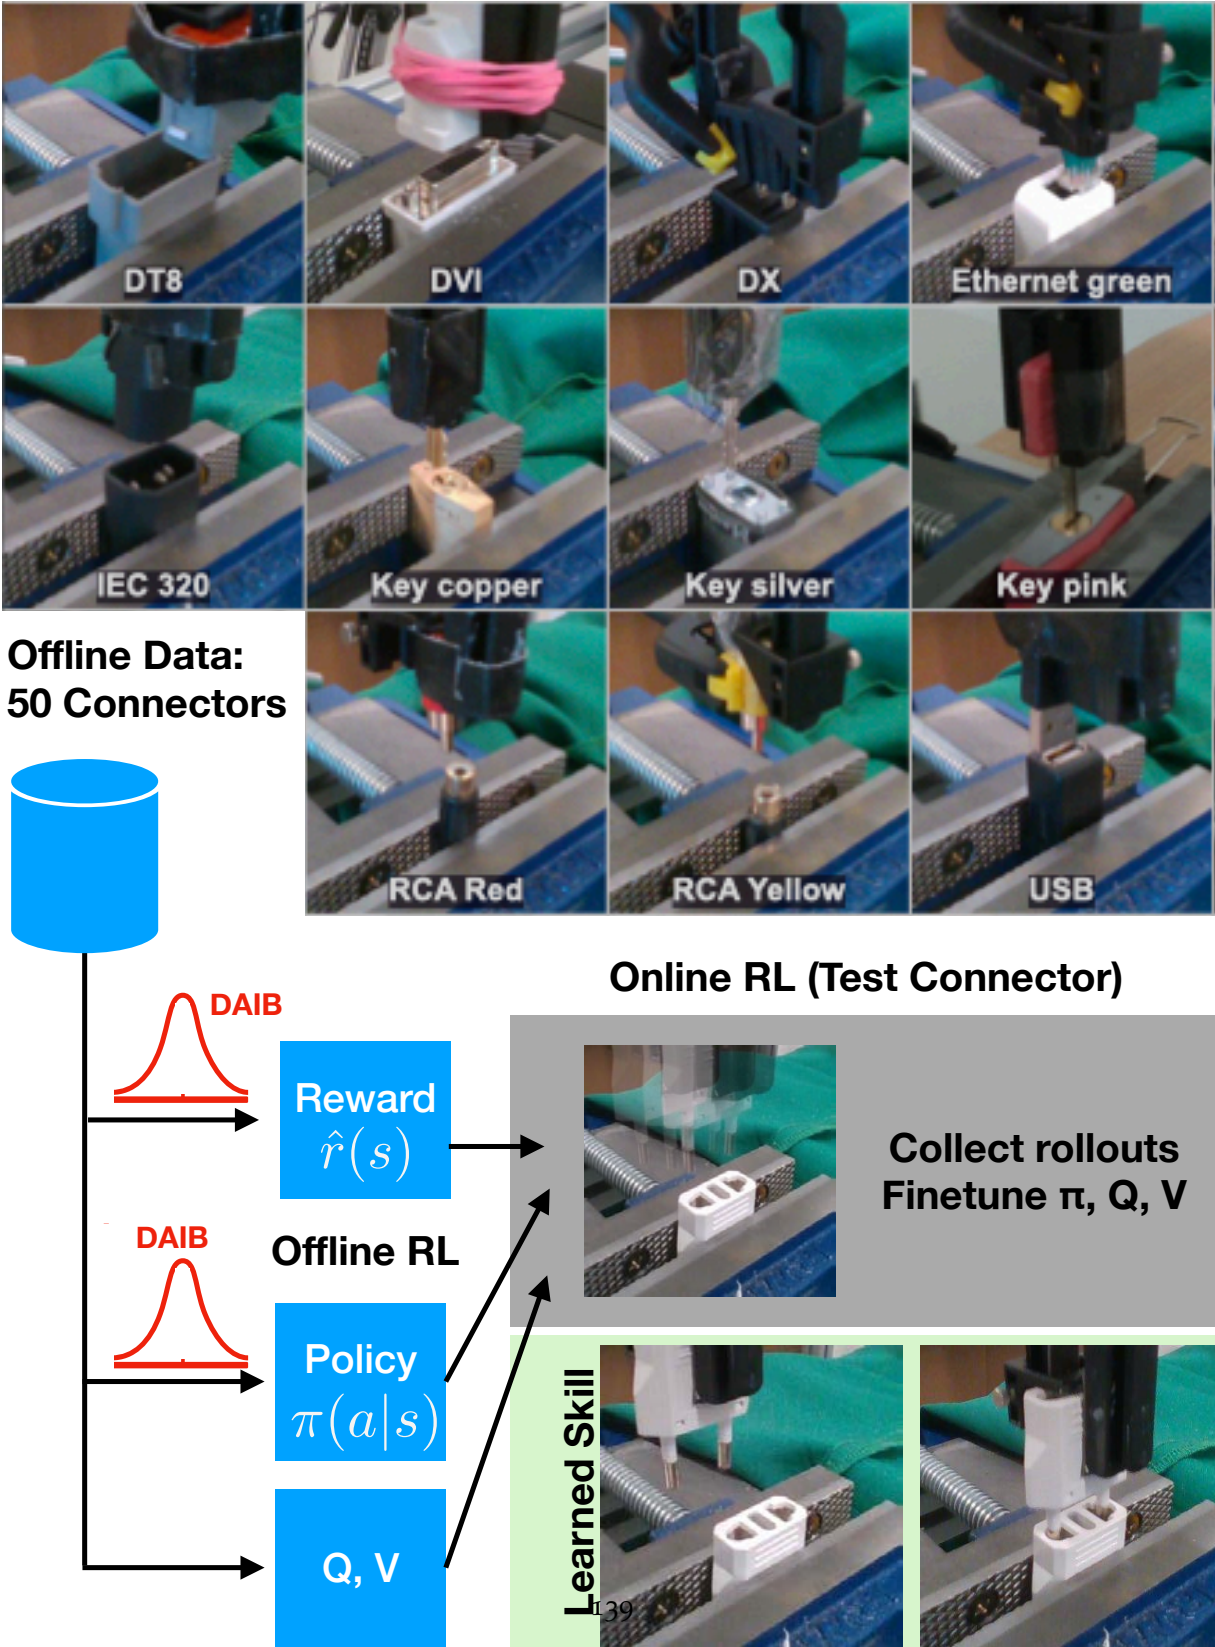 DT8
DVI
DX
Ethernet green
IEC 320
Key copper
Key silver
Key pink
Offline Data:
50 Connectors
RCA Red
RCA Yellow
USB
Online RL (Test Connector)
DAIB
Reward
r̂(s)
Collect rollouts
Finetune π, Q, V
DAIB
Offline RL
Policy
π(a|s)
Q, V
Learned Skill
139